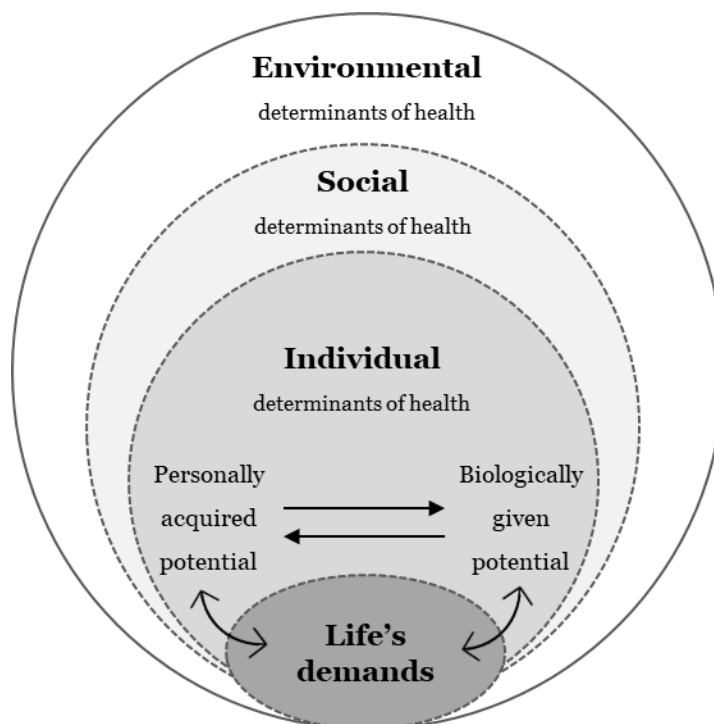 Environmental
determinants of health
Social
determinants of health
Individual
determinants of health
Personally
acquired
potential
Biologically
given
potential
Life's
demands